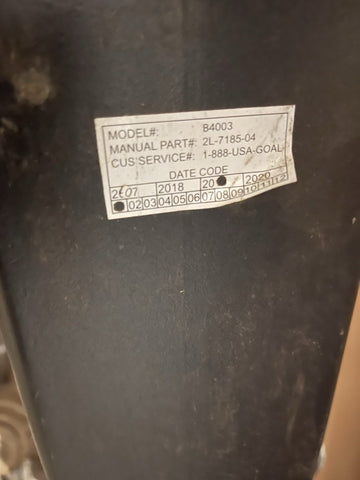 MODEL#: B4003
MANUAL PART#: 2L-7185-04
CUS SERVICE#: 1-888-USA-GOAL
DATE CODE
2018 2020
02 03 04 05 06 07 08 09 10 11 12